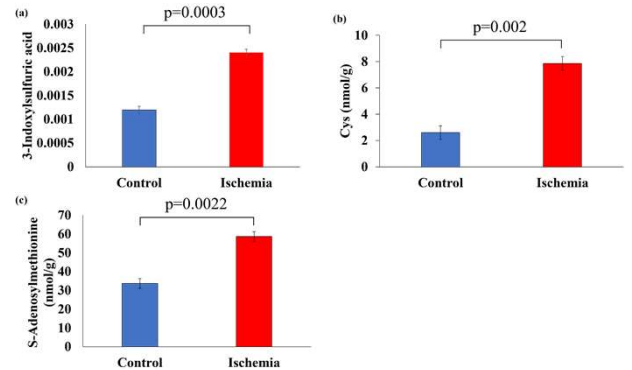 (a)
p=0.0003
3-Indoxylsulfuric acid
0.003
0.0025
0.002
0.0015
0.001
0.0005
0
Control Ischemia
(b)
p=0.002
Cys (nmol/g)
10
8
6
4
2
0
Control Ischemia
(c)
p=0.0022
S-Adenosylmethionine
(nmol/g)
70
60
50
40
30
20
10
0
Control Ischemia